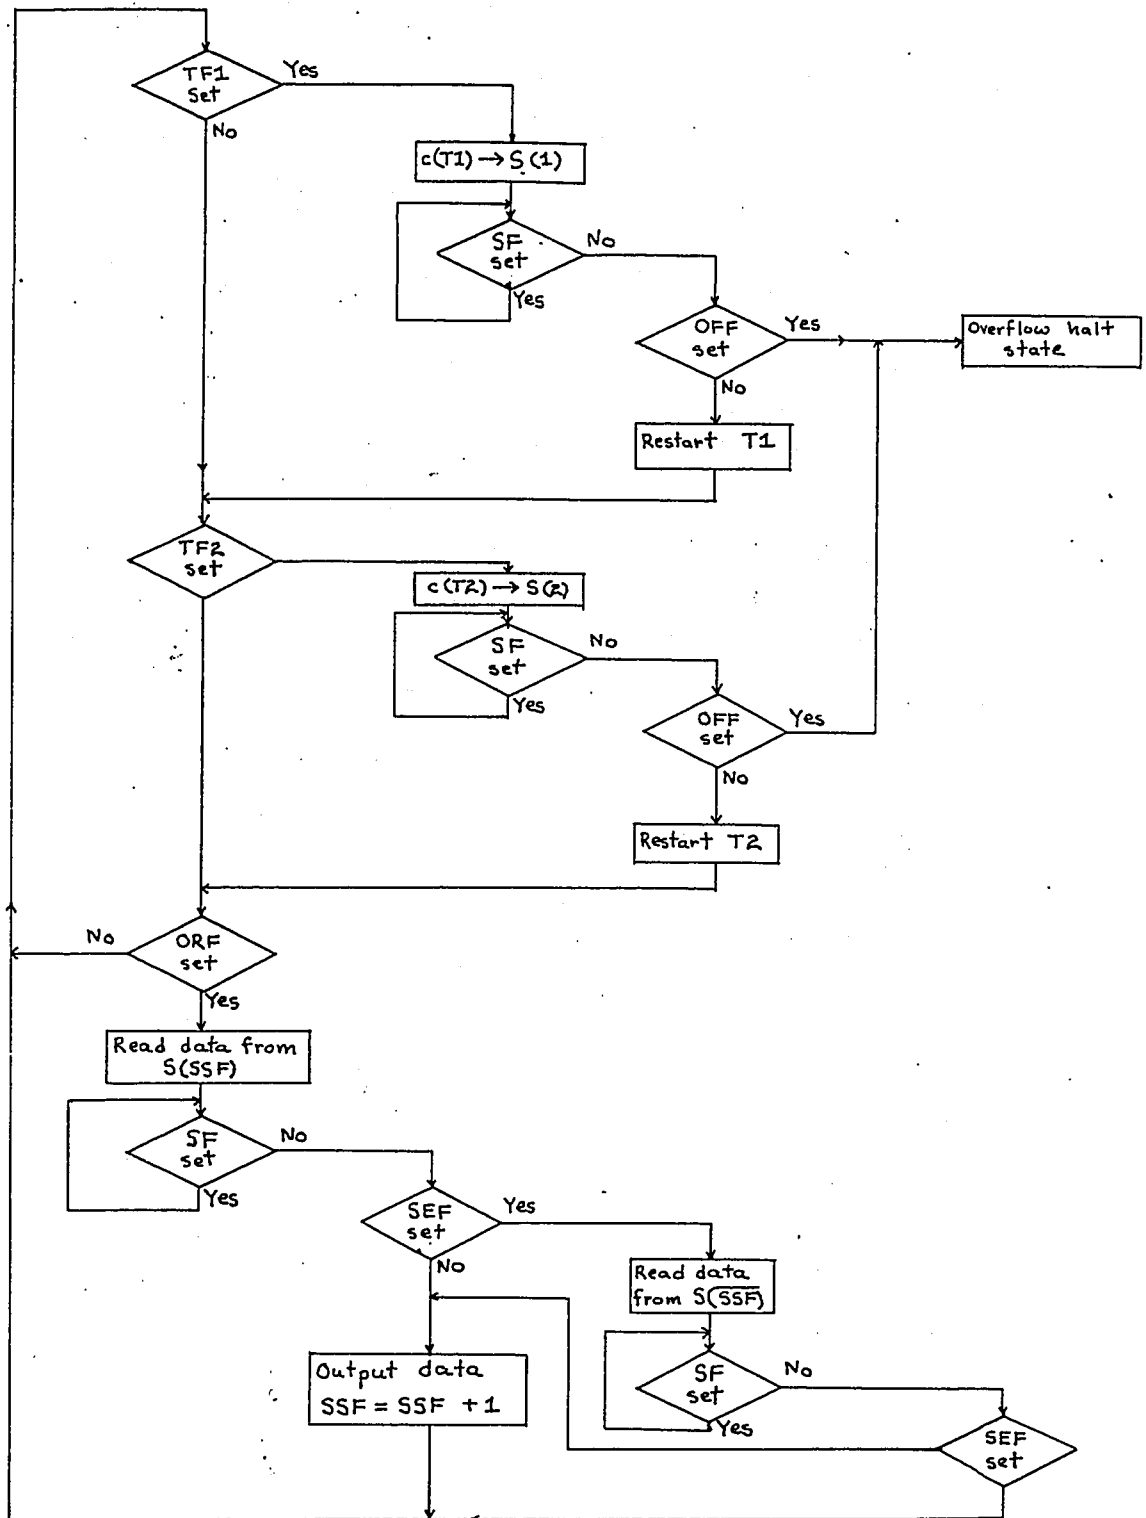 TF1
Set
Yes
No
c(T1) → S(1)
SF
set
No
Yes
OFF
set
Yes
No
Overflow halt
state
Restart T1
TF2
set
c(T2) → S(2)
SF
set
No
Yes
OFF
set
Yes
No
Restart T2
ORF
set
No
Yes
Read data from
S(SSF)
SF
set
No
Yes
SEF
set
Yes
No
Read data
from S(S̅S̅F̅)
SF
set
No
Yes
Output data
SSF = SSF + 1
SEF
set